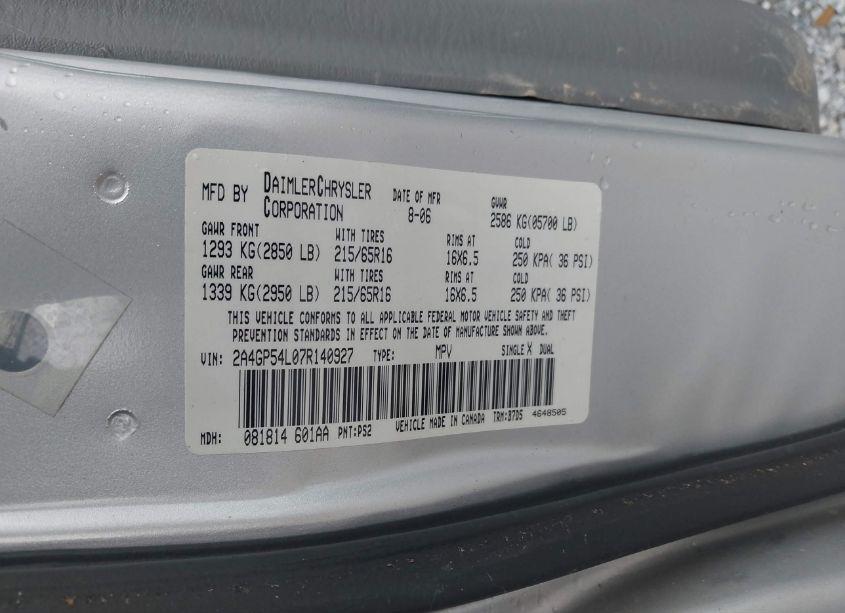 MFD BY DAIMLERCHRYSLER CORPORATION DATE OF MFR 8-06 GVWR 2586 KG(05700 LB)
GAWR FRONT WITH TIRES RIMS AT COLD
1293 KG(2850 LB) 215/65R16 16X6.5 250 KPA( 36 PSI)
GAWR REAR WITH TIRES RIMS AT COLD
1339 KG(2950 LB) 215/65R16 16X6.5 250 KPA( 36 PSI)
THIS VEHICLE CONFORMS TO ALL APPLICABLE FEDERAL MOTOR VEHICLE SAFETY AND THEFT
PREVENTION STANDARDS IN EFFECT ON THE DATE OF MANUFACTURE SHOWN ABOVE.
VIN: 2A4GP54L07R140927 TYPE: MPV SINGLE X DUAL
MDH: 081814 601AA PNT:PS2 VEHICLE MADE IN CANADA TRM:B7D5 4648505